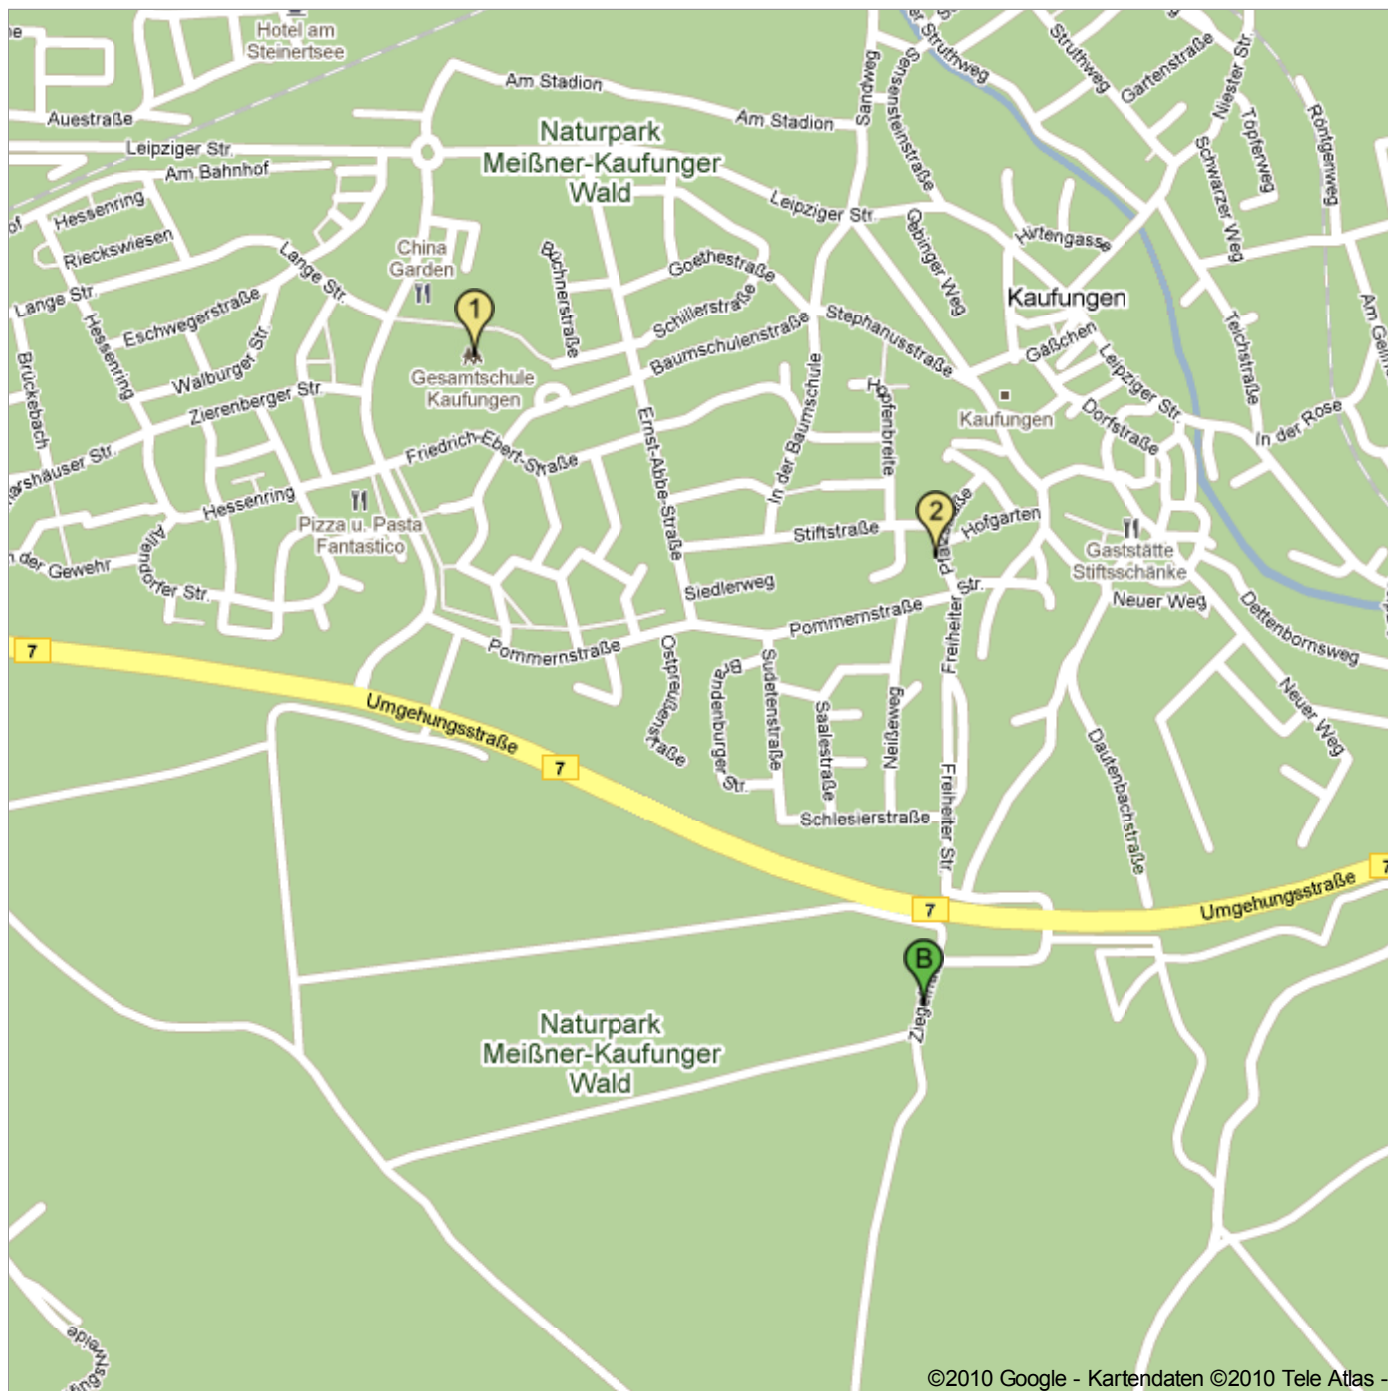 Hotel am
Steinertsee
Auestraße
Leipziger Str.
Am Bahnhof
Am Stadion
Am Stadion
Sandweg
Struthweg
Struthweg
Gartenstraße
Niester Str.
Töpferweg
Röntgenweg
Schwarzer Weg
Naturpark
Meißner-Kaufunger
Wald
Hessenring
Rieckswiesen
Lange Str.
Lange Str.
China
Garden
Büchnerstraße
Goethestraße
Schillerstraße
Leipziger Str.
Gebinger Weg
Hirtengasse
Kaufungen
Eschwegerstraße
Hessenring
Walburger Str.
Zierenberger Str.
Brückebach
1
Gesamtschule
Kaufungen
Baumschulenstraße
Stephanusstraße
Gäßchen
Leipziger Str.
Teichstraße
Kaufungen
Dorfstraße
In der Rose
Hopfenbreite
In der Baumschule
Friedrich-Ebert-Straße
Ernst-Abbe-Straße
Hessenring
Pizza u. Pasta
Fantastico
Allendorfer Str.
der Gewehr
Stiftstraße
2
Hofgarten
Gaststätte
Stiftsschänke
Neuer Weg
Dettenbornsweg
Siedlerweg
Pommernstraße
Str.
Freiheiter
Pommernstraße
Ostpreußenstraße
Brandenburger
Str.
Sudetenstraße
Saalestraße
Neißeweg
Neuer Weg
Dautenbachstraße
7
Umgehungsstraße
7
Schlesierstraße
Freiheiter Str.
7
Umgehungsstraße
7
B
Naturpark
Meißner-Kaufunger
Wald
©2010 Google - Kartendaten ©2010 Tele Atlas -